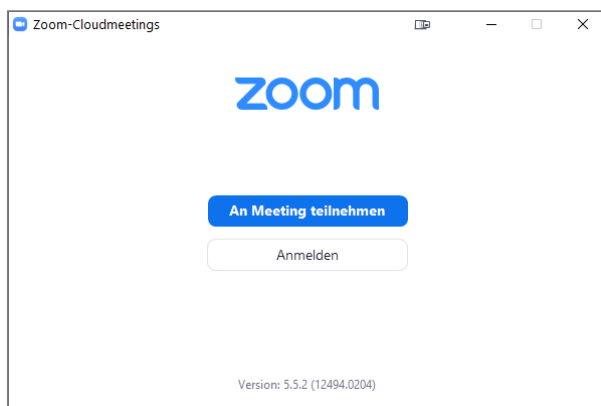 Zoom-Cloudmeetings
zoom
An Meeting teilnehmen
Anmelden
Version: 5.5.2 (12494.0204)